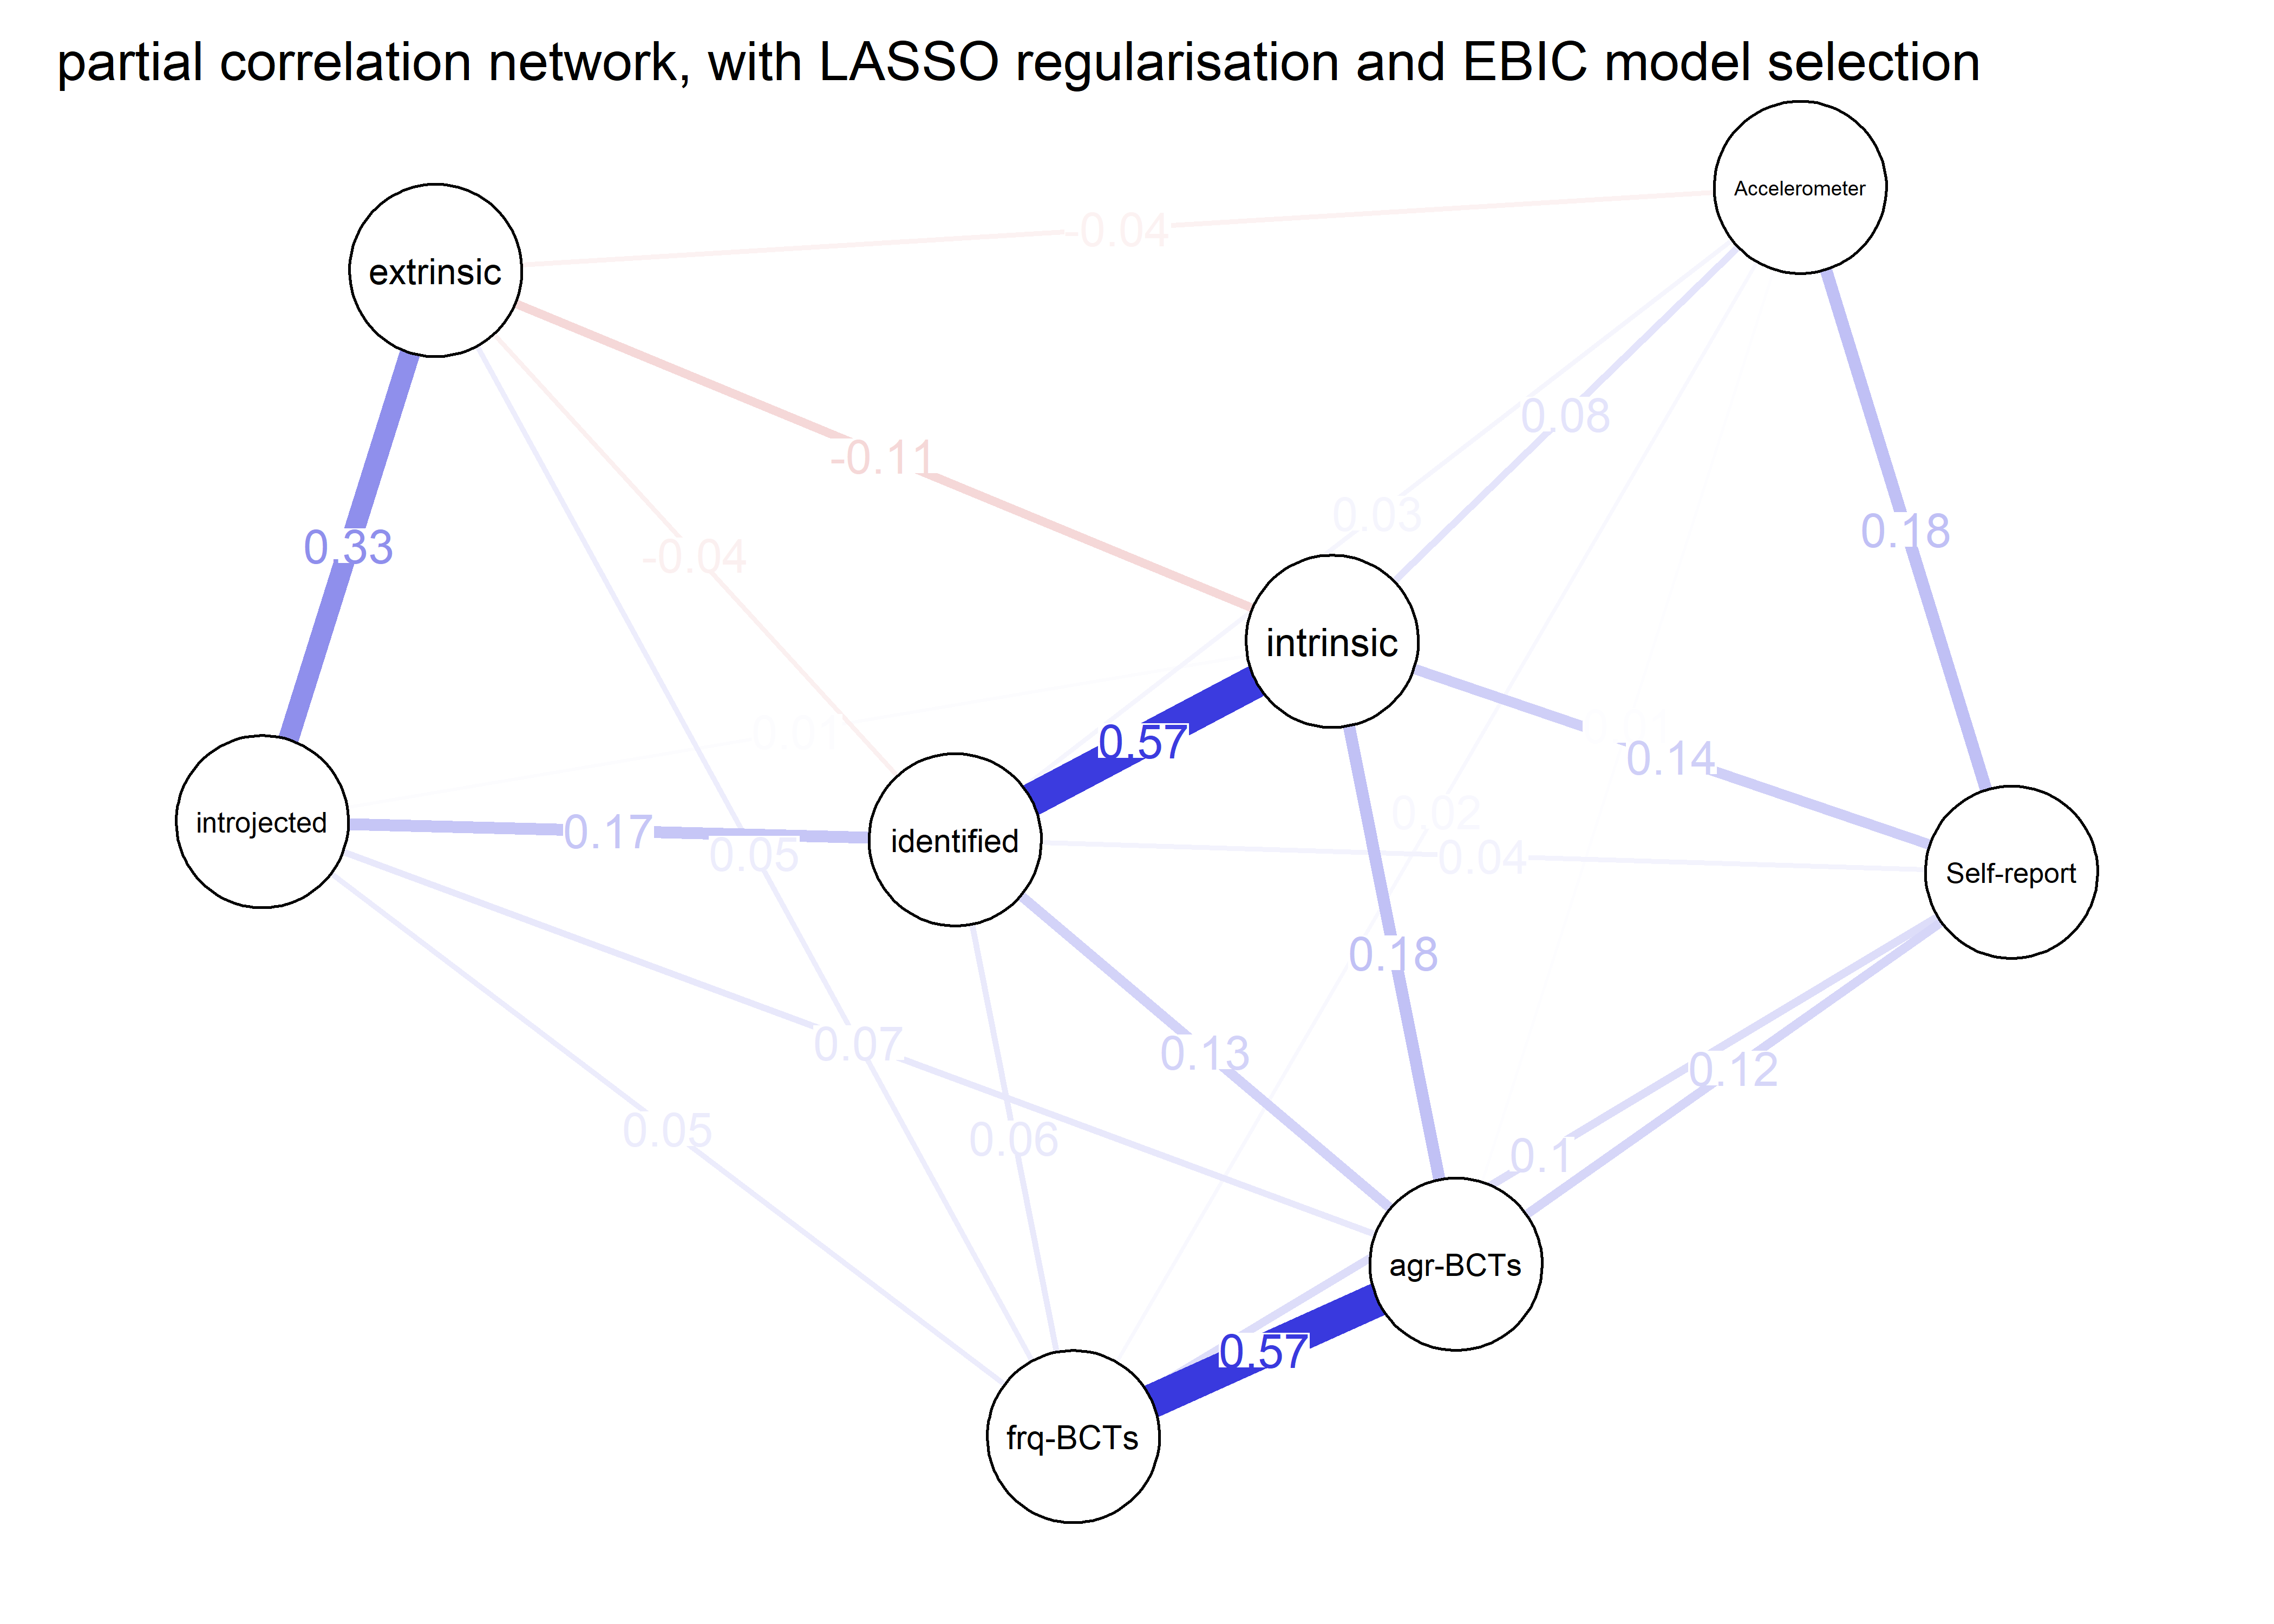 partial correlation network, with LASSO regularisation and EBIC model selection
Accelerometer
-0.04
extrinsic
0.08
-0.11
0.03
0.18
0.33
-0.04
intrinsic
0.01
0.57
0.14
0.02
introjected
0.17
identified
0.05
0.04
Self-report
0.18
0.07
0.13
0.12
0.05
0.06
0.1
agr-BCTs
0.57
frq-BCTs